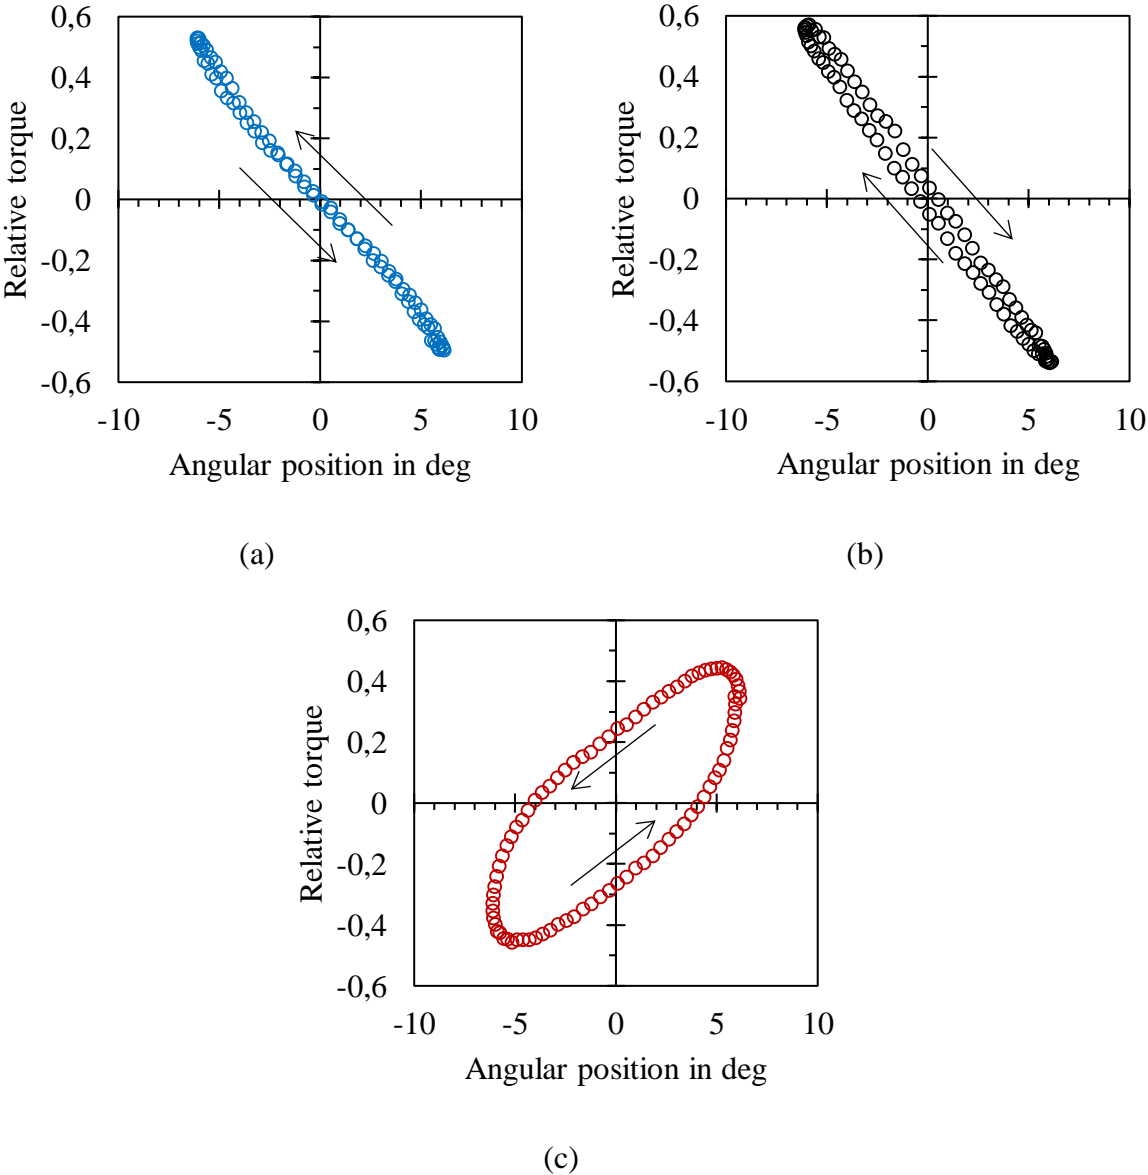 0,6
0,4
0,2
0
-0,2
-0,4
-0,6
-10 -5 0 5 10
Relative torque
Angular position in deg
(a)
0,6
0,4
0,2
0
-0,2
-0,4
-0,6
-10 -5 0 5 10
Relative torque
Angular position in deg
(b)
0,6
0,4
0,2
0
-0,2
-0,4
-0,6
-10 -5 0 5 10
Relative torque
Angular position in deg
(c)